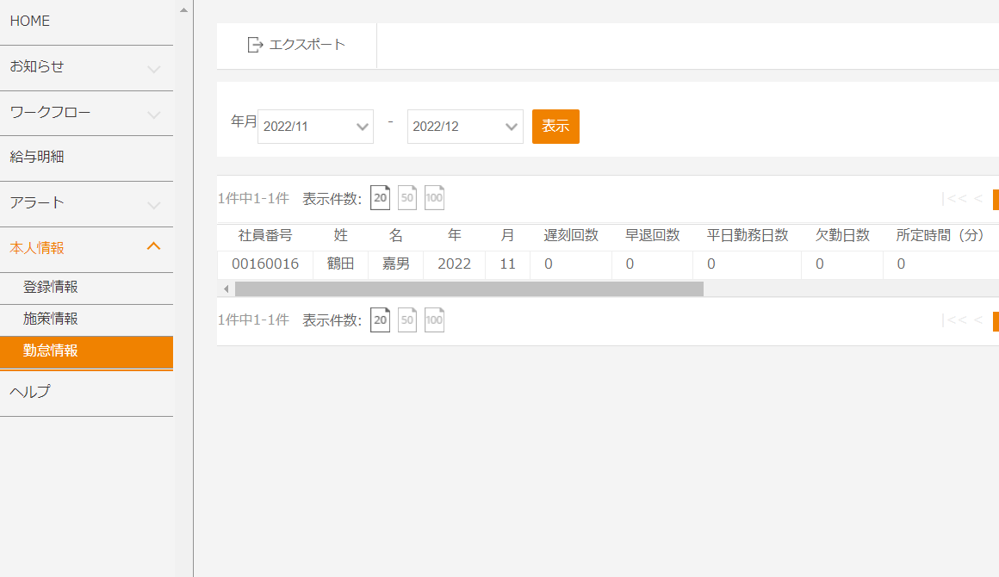 HOME
お知らせ
ワークフロー
給与明細
アラート
本人情報
登録情報
施策情報
勤怠情報
ヘルプ
エクスポート
年月 2022/11 - 2022/12 表示
1件中1-1件 表示件数: 20 50 100 |<< <
社員番号 姓 名 年 月 遅刻回数 早退回数 平日勤務日数 欠勤日数 所定時間（分）
00160016 鶴田 嘉男 2022 11 0 0 0 0 0
1件中1-1件 表示件数: 20 50 100 |<< <